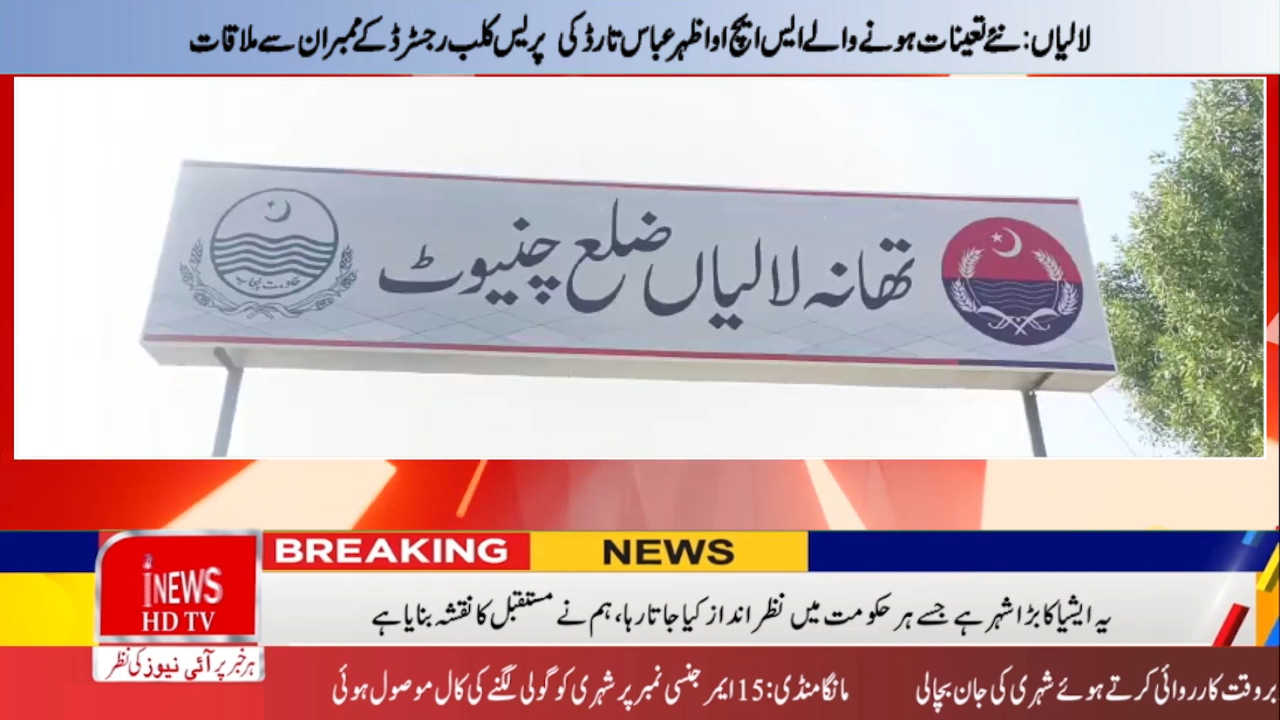 لالیاں: نئے تعینات ہونے والے ایس ایچ او اظہر عباس تارڈ کی پریس کلب رجسٹرڈ کے ممبران سے ملاقات
تھانہ لالیاں ضلع چنیوٹ
حکومت پنجاب
BREAKING NEWS
iNEWS
HD TV
یہ ایشیا کا بڑا شہر ہے جسے ہر حکومت میں نظر انداز کیا جاتا رہا، ہم نے مستقبل کا نقشہ بنایا ہے
ہر خبر پر آئی نیوز کی نظر
بروقت کارروائی کرتے ہوئے شہری کی جان بچالی
مانگا منڈی: 15 ایمرجنسی نمبر پر شہری کو گولی لگنے کی کال موصول ہوئی